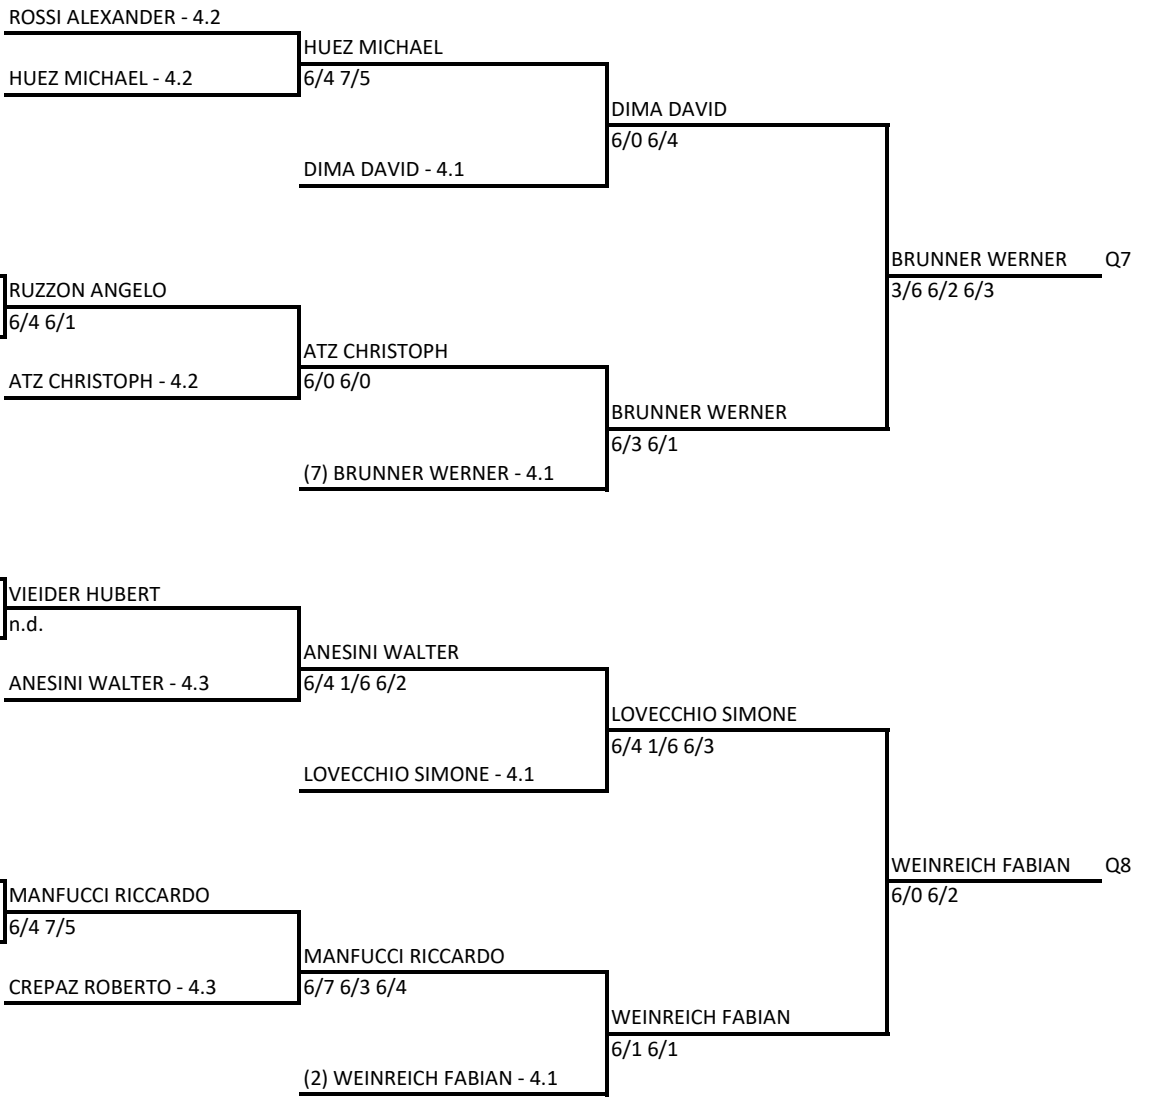 ROSSI ALEXANDER - 4.2
HUEZ MICHAEL
HUEZ MICHAEL - 4.2
6/4 7/5
DIMA DAVID
6/0 6/4
DIMA DAVID - 4.1
BRUNNER WERNER Q7
RUZZON ANGELO
3/6 6/2 6/3
6/4 6/1
ATZ CHRISTOPH
ATZ CHRISTOPH - 4.2
6/0 6/0
BRUNNER WERNER
6/3 6/1
(7) BRUNNER WERNER - 4.1
VIEIDER HUBERT
n.d.
ANESINI WALTER
ANESINI WALTER - 4.3
6/4 1/6 6/2
LOVECCHIO SIMONE
6/4 1/6 6/3
LOVECCHIO SIMONE - 4.1
WEINREICH FABIAN Q8
MANFUCCI RICCARDO
6/0 6/2
6/4 7/5
MANFUCCI RICCARDO
CREPAZ ROBERTO - 4.3
6/7 6/3 6/4
WEINREICH FABIAN
6/1 6/1
(2) WEINREICH FABIAN - 4.1